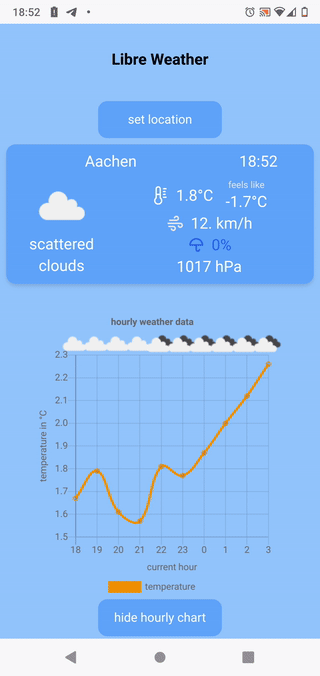 18:52
Libre Weather
set location
Aachen 18:52
feels like
1.8°C -1.7°C
12. km/h
0%
scattered
clouds
1017 hPa
hourly weather data
2.3
2.2
2.1
2.0
1.9
1.8
1.7
1.6
1.5
temperature in °C
18 19 20 21 22 23 0 1 2 3
current hour
temperature
hide hourly chart